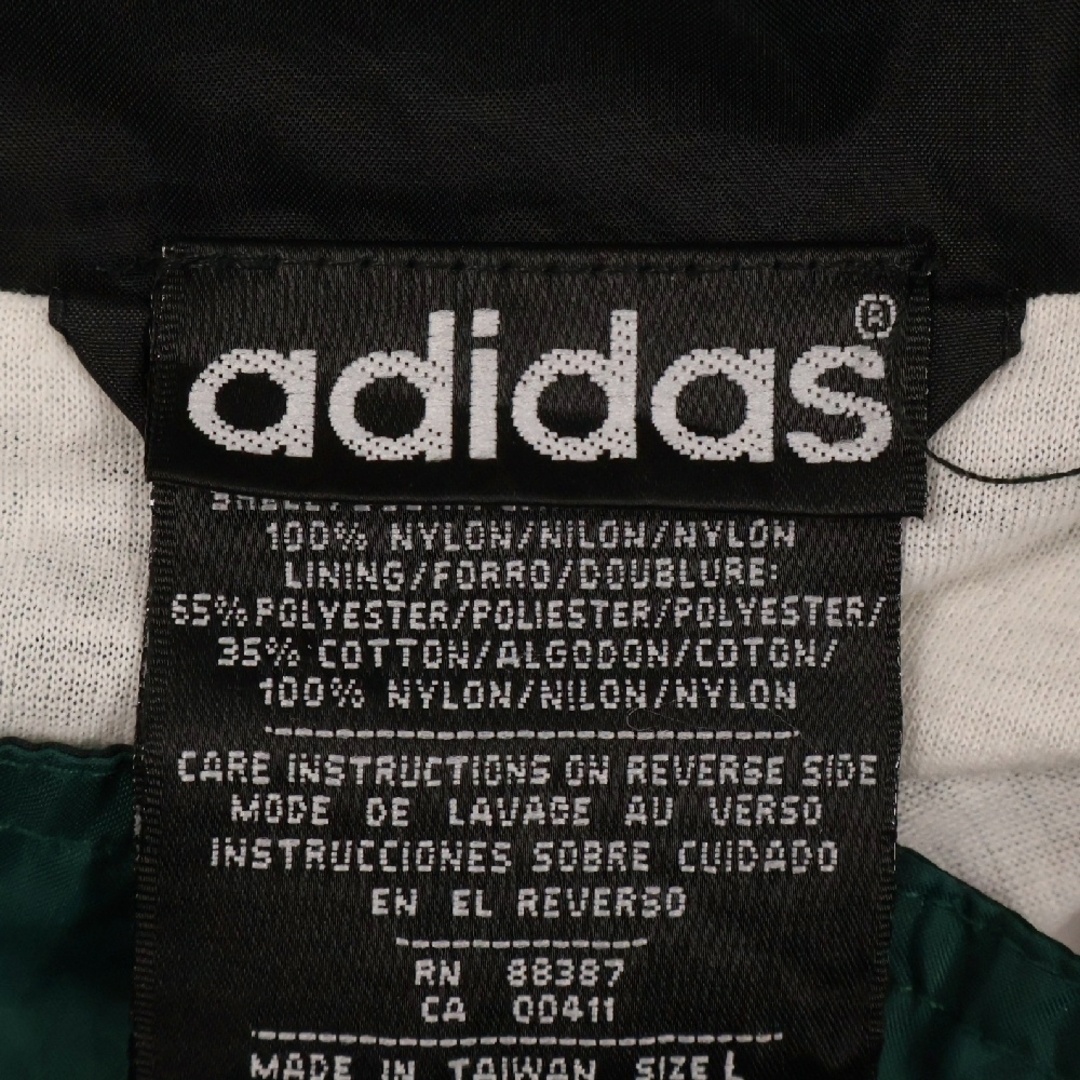 adidas®
100% NYLON/NILON/NYLON
LINING/FORRO/DOUBLURE:
65% POLYESTER/POLIESTER/POLYESTER/
35% COTTON/ALGODON/COTON/
100% NYLON/NILON/NYLON
CARE INSTRUCTIONS ON REVERSE SIDE
MODE DE LAVAGE AU VERSO
INSTRUCCIONES SOBRE CUIDADO
EN EL REVERSO
RN 88387
CA 00411
MADE IN TAIWAN SIZE L